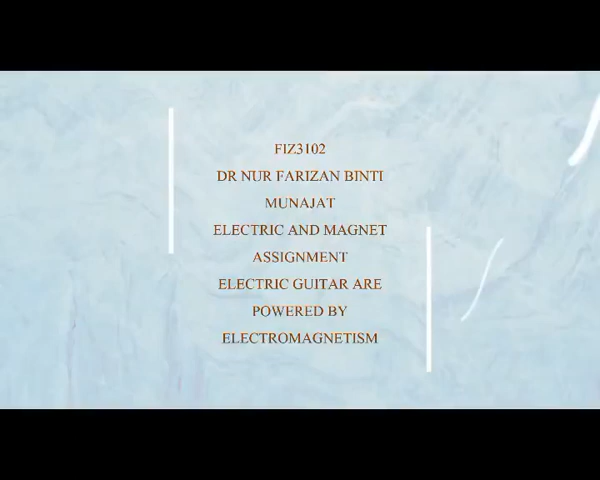 FIZ3102
DR NUR FARIZAN BINTI
MUNAJAT
ELECTRIC AND MAGNET
ASSIGNMENT
ELECTRIC GUITAR ARE
POWERED BY
ELECTROMAGNETISM